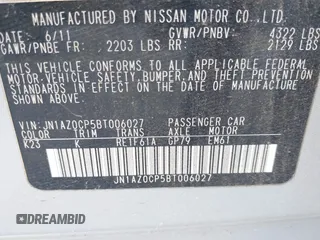 MANUFACTURED BY NISSAN MOTOR CO.,LTD.
DATE: 6/11 GVWR/PNBV: 4322 LBS
GAWR/PNBE FR: 2203 LBS RR: 2129 LBS
THIS VEHICLE CONFORMS TO ALL APPLICABLE
FEDERAL MOTOR VEHICLE SAFETY, BUMPER, AND THEFT
PREVENTION STANDARDS IN EFFECT ON THE DATE OF
MANUFACTURE SHOWN ABOVE.
VIN: JN1AZ0CP5BT006027 PASSENGER CAR
COLOR TRIM TRANS AXLE MOTOR
K23 K RE1F61A GP79 EM61
JN1AZ0CP5BT006027
AUTOBIDMASTER